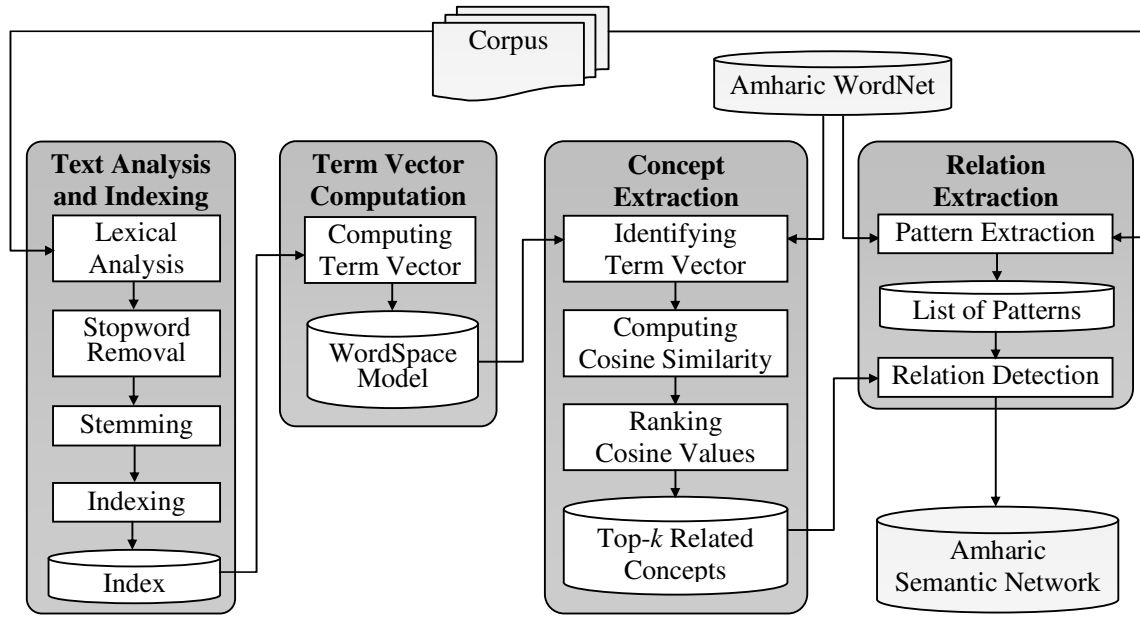 Corpus
Amharic WordNet
Text Analysis
and Indexing
Lexical
Analysis
Stopword
Removal
Stemming
Indexing
Index
Term Vector
Computation
Computing
Term Vector
WordSpace
Model
Concept
Extraction
Identifying
Term Vector
Computing
Cosine Similarity
Ranking
Cosine Values
Top-k Related
Concepts
Relation
Extraction
Pattern Extraction
List of Patterns
Relation Detection
Amharic
Semantic Network